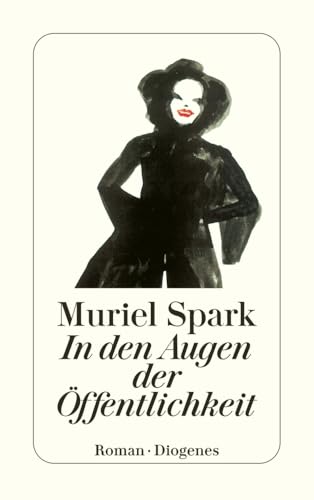 Muriel Spark
In den Augen
der
Öffentlichkeit
Roman · Diogenes